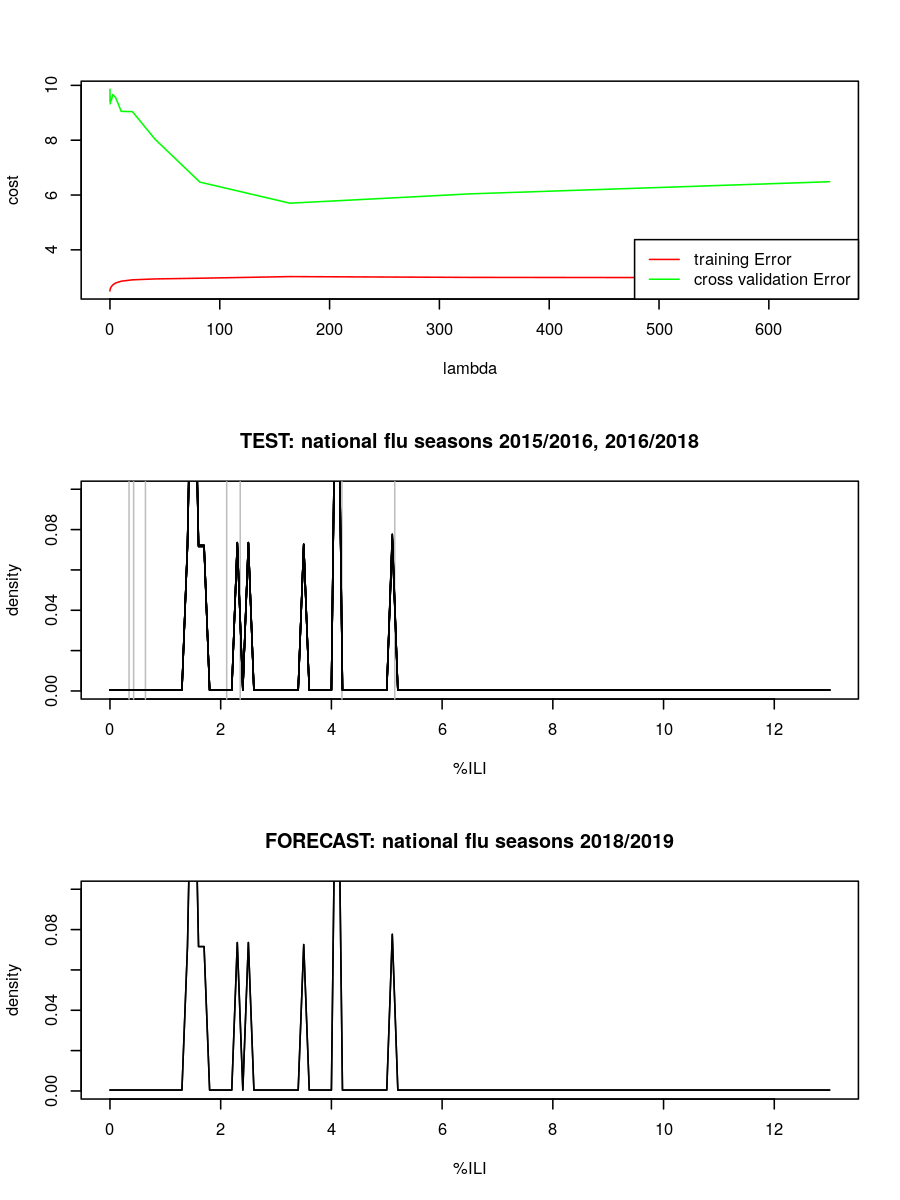 10
8
6
4
cost
training Error
cross validation Error
0 100 200 300 400 500 600
lambda
TEST: national flu seasons 2015/2016, 2016/2018
0.08
0.04
0.00
density
0 2 4 6 8 10 12
%ILI
FORECAST: national flu seasons 2018/2019
0.08
0.04
0.00
density
0 2 4 6 8 10 12
%ILI